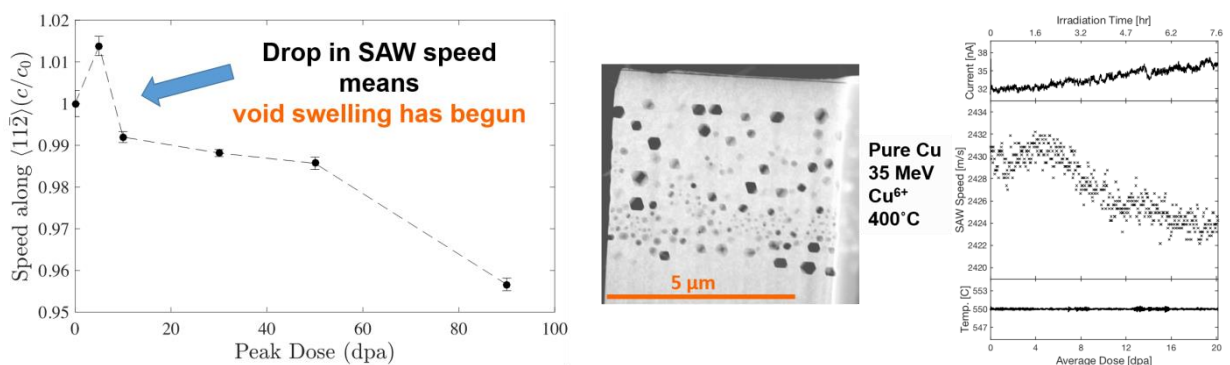 1.02
1.01
1
0.99
0.98
0.97
0.96
0.95
Speed along ⟨112̄⟩(c/c₀)
0
20
40
60
80
100
Peak Dose (dpa)
Drop in SAW speed
means
void swelling has begun
5 μm
Pure Cu
35 MeV
Cu⁶⁺
400˚C
Irradiation Time [hr]
0 1.6 3.2 4.7 6.2 7.6
Current [nA]
38
35
32
SAW Speed [m/s]
2434
2432
2430
2428
2426
2424
2422
2420
Temp. [C]
553
550
547
0 4 8 12 16 20
Average Dose [dpa]